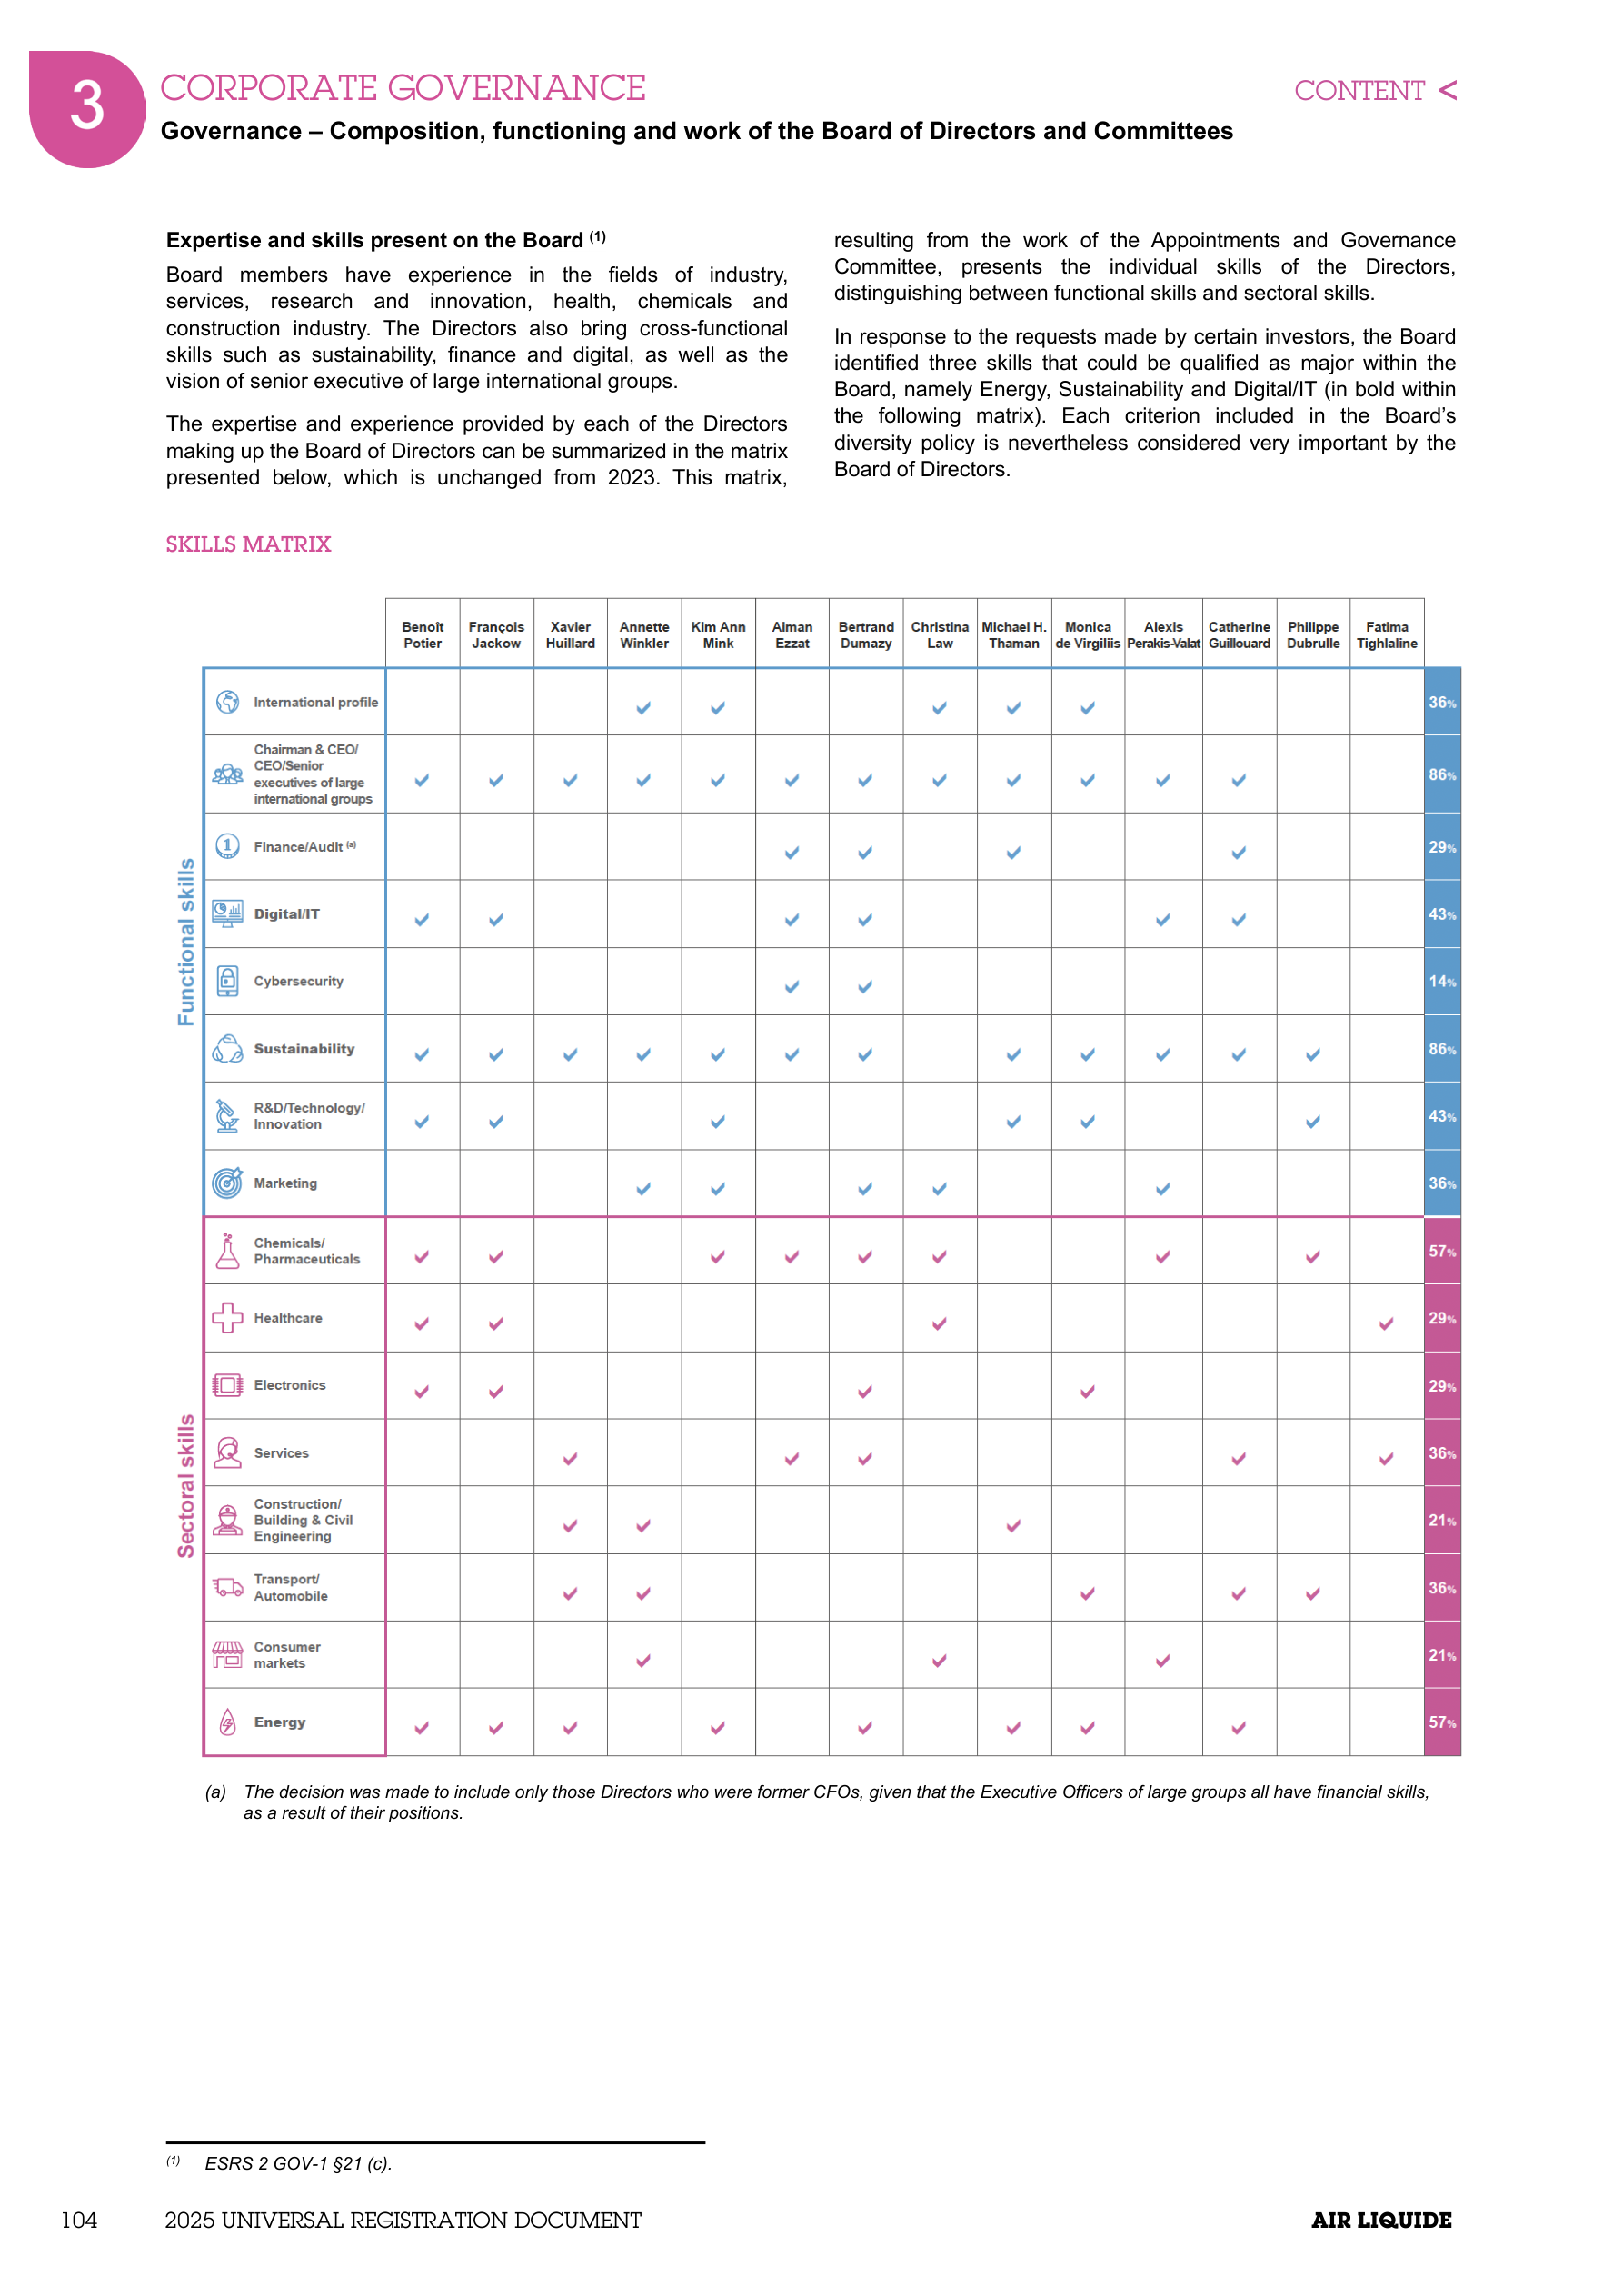 3
CORPORATE GOVERNANCE
CONTENT <
Governance – Composition, functioning and work of the Board of Directors and Committees
Expertise and skills present on the Board (1)
Board members have experience in the fields of industry,
services, research and innovation, health, chemicals and
construction industry. The Directors also bring cross-functional
skills such as sustainability, finance and digital, as well as the
vision of senior executive of large international groups.
The expertise and experience provided by each of the Directors
making up the Board of Directors can be summarized in the matrix
presented below, which is unchanged from 2023. This matrix,
resulting from the work of the Appointments and Governance
Committee, presents the individual skills of the Directors,
distinguishing between functional skills and sectoral skills.
In response to the requests made by certain investors, the Board
identified three skills that could be qualified as major within the
Board, namely Energy, Sustainability and Digital/IT (in bold within
the following matrix). Each criterion included in the Board's
diversity policy is nevertheless considered very important by the
Board of Directors.
SKILLS MATRIX
Benoît Potier
François Jackow
Xavier Huillard
Annette Winkler
Kim Ann Mink
Aiman Ezzat
Bertrand Dumazy
Christina Law
Michael H. Thaman
Monica de Virgiliis
Alexis Perakis-Valat
Catherine Guillouard
Philippe Dubrulle
Fatima Tighlaline
Functional skills
International profile ✓ ✓ ✓ ✓ ✓ 36%
Chairman & CEO/
CEO/Senior
executives of large
international groups ✓ ✓ ✓ ✓ ✓ ✓ ✓ ✓ ✓ ✓ ✓ ✓ 86%
Finance/Audit (a) ✓ ✓ ✓ ✓ 29%
Digital/IT ✓ ✓ ✓ ✓ ✓ ✓ 43%
Cybersecurity ✓ ✓ 14%
Sustainability ✓ ✓ ✓ ✓ ✓ ✓ ✓ ✓ ✓ ✓ ✓ ✓ 86%
R&D/Technology/
Innovation ✓ ✓ ✓ ✓ ✓ ✓ 43%
Marketing ✓ ✓ ✓ ✓ ✓ 36%
Sectoral skills
Chemicals/
Pharmaceuticals ✓ ✓ ✓ ✓ ✓ ✓ ✓ ✓ 57%
Healthcare ✓ ✓ ✓ ✓ 29%
Electronics ✓ ✓ ✓ ✓ 29%
Services ✓ ✓ ✓ ✓ ✓ 36%
Construction/
Building & Civil
Engineering ✓ ✓ ✓ 21%
Transport/
Automobile ✓ ✓ ✓ ✓ ✓ 36%
Consumer
markets ✓ ✓ ✓ 21%
Energy ✓ ✓ ✓ ✓ ✓ ✓ ✓ ✓ 57%
(a) The decision was made to include only those Directors who were former CFOs, given that the Executive Officers of large groups all have financial skills,
as a result of their positions.
(1) ESRS 2 GOV-1 §21 (c).
104
2025 UNIVERSAL REGISTRATION DOCUMENT
AIR LIQUIDE